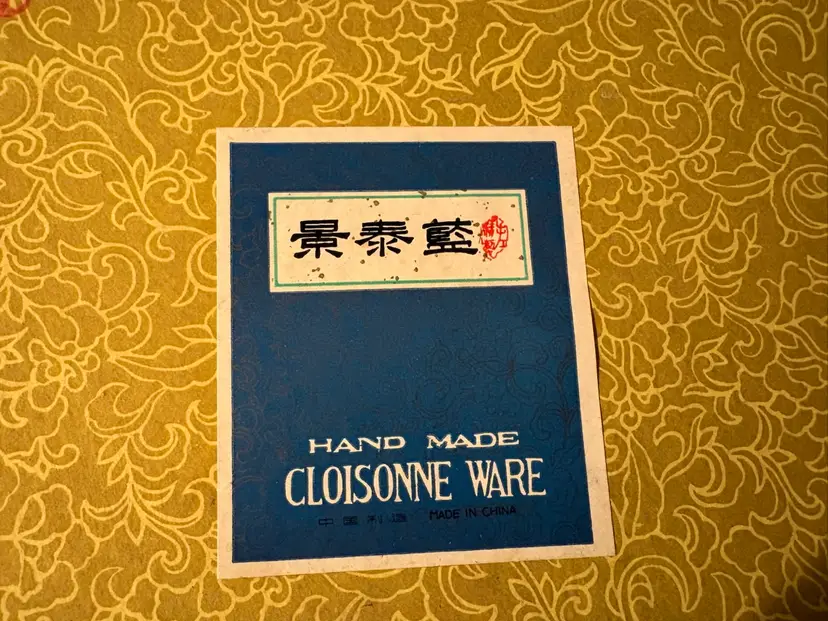 景泰藍
HAND MADE
CLOISONNE WARE
中国制造 MADE IN CHINA